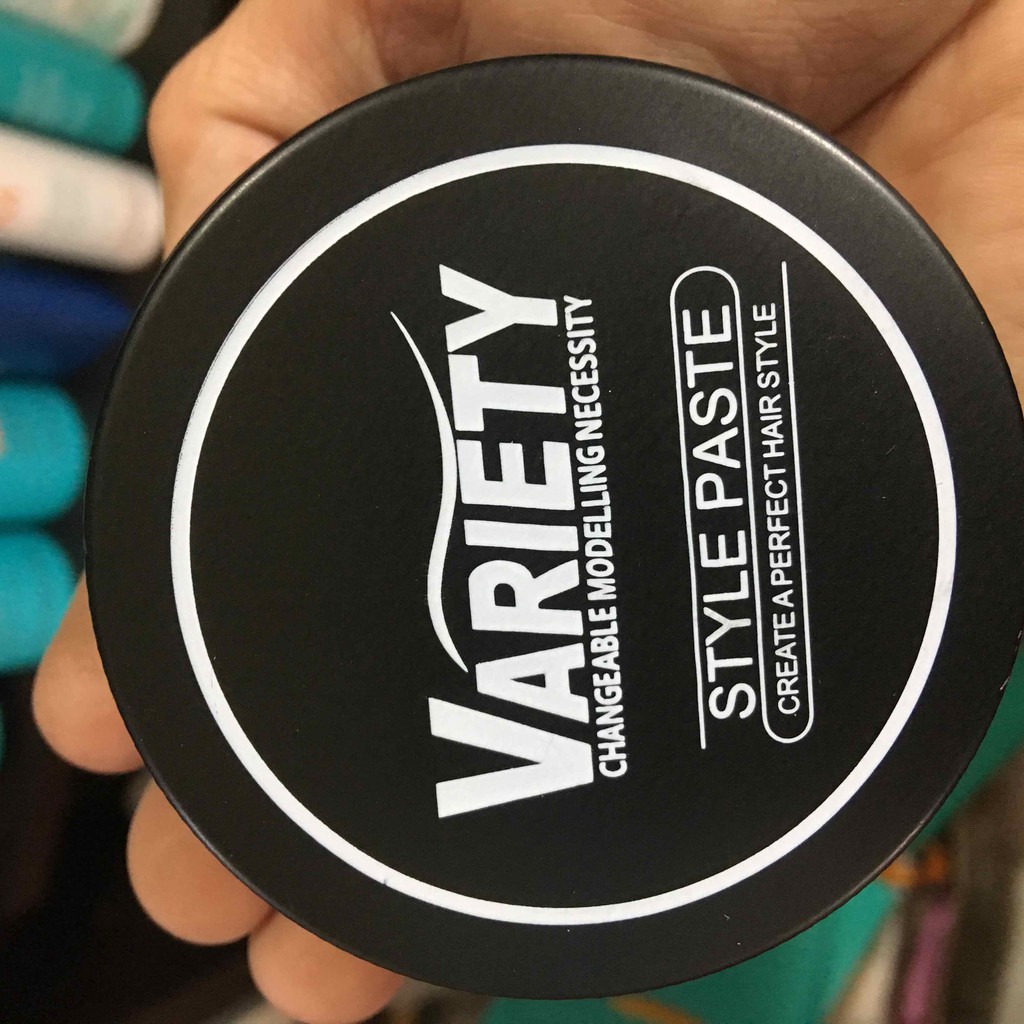 VARIETY
CHANGEABLE MODELLING NECESSITY
STYLE PASTE
CREATE A PERFECT HAIR STYLE